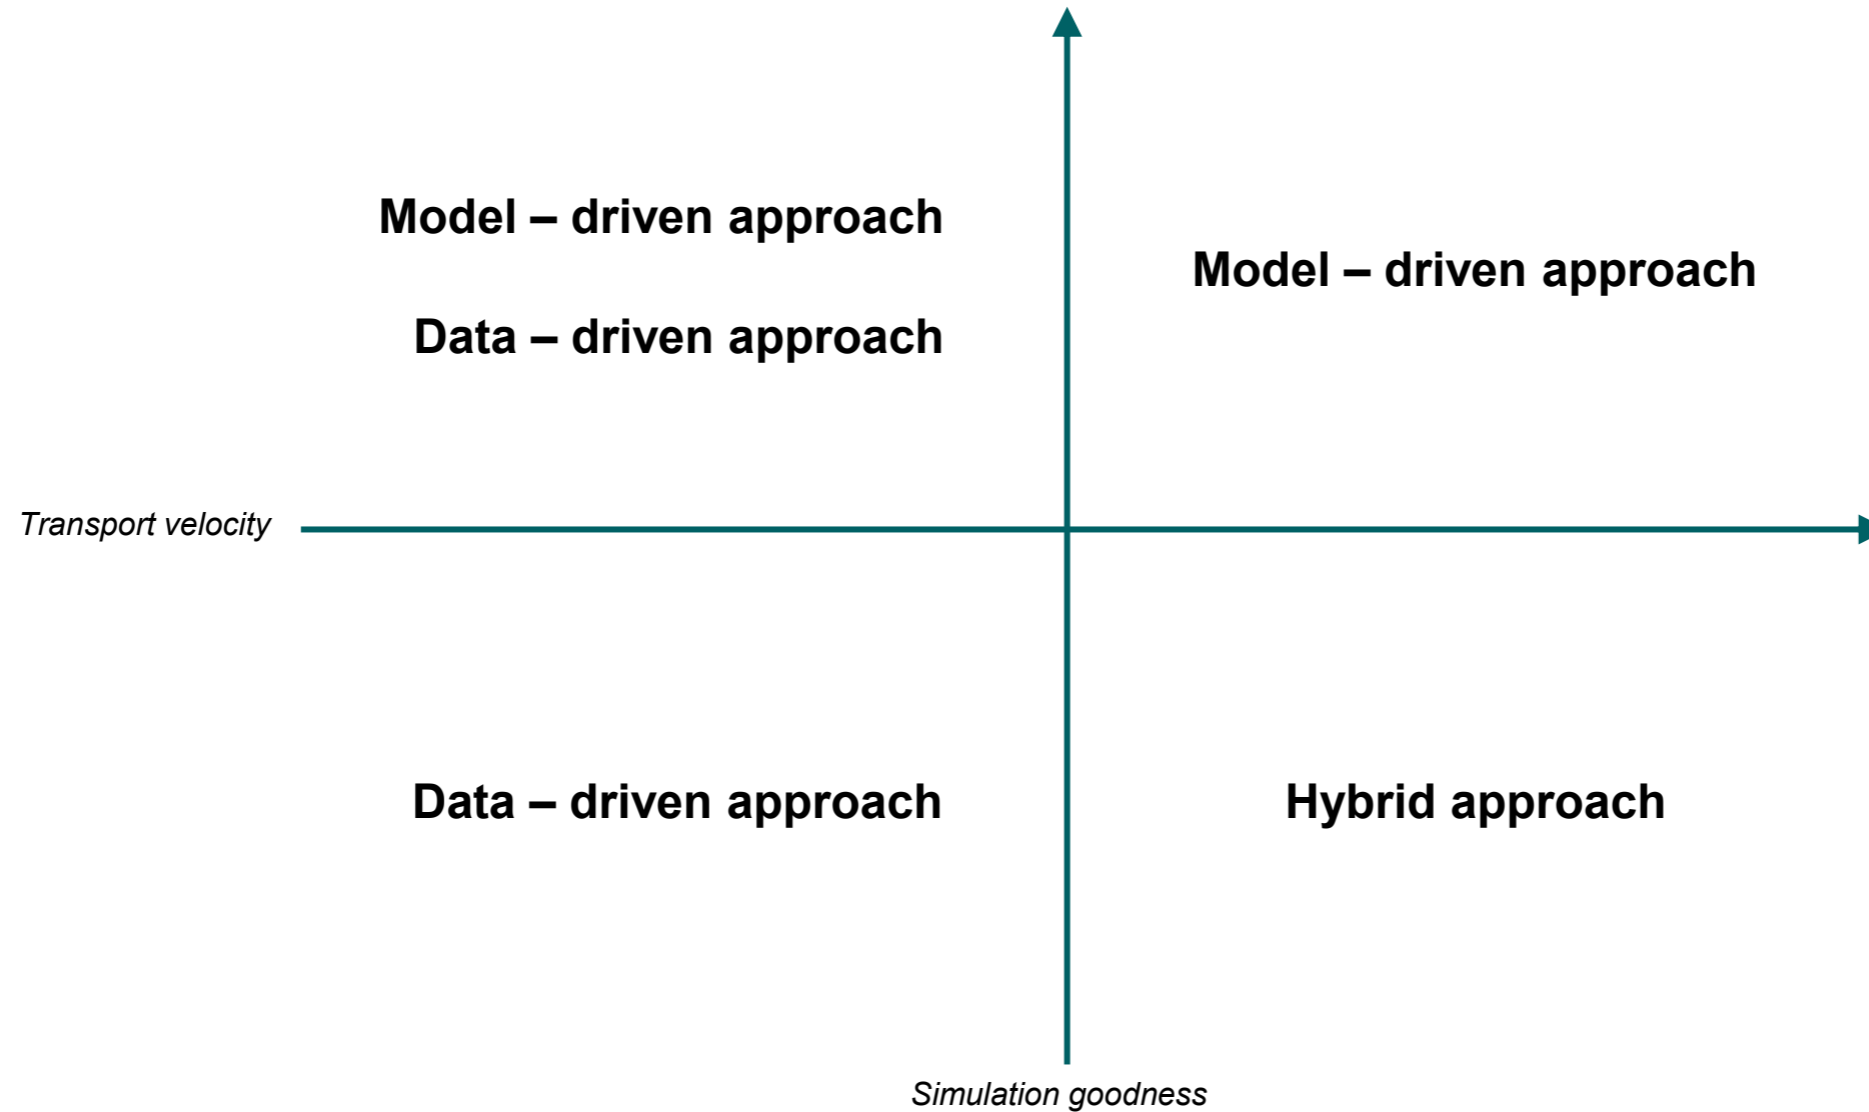 Model – driven approach
Data – driven approach
Model – driven approach
Transport velocity
Data – driven approach
Hybrid approach
Simulation goodness